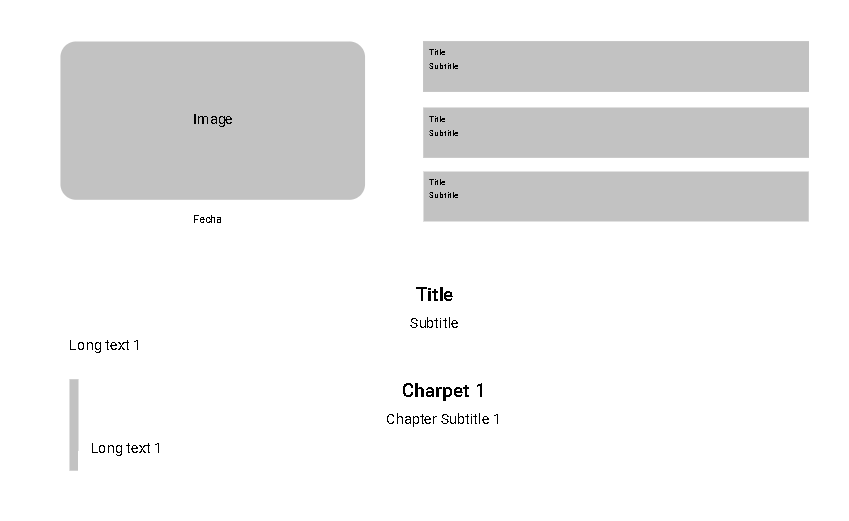 Image
Fecha
Title
Subtitle
Title
Subtitle
Title
Subtitle
Title
Subtitle
Long text 1
Charpet 1
Chapter Subtitle 1
Long text 1